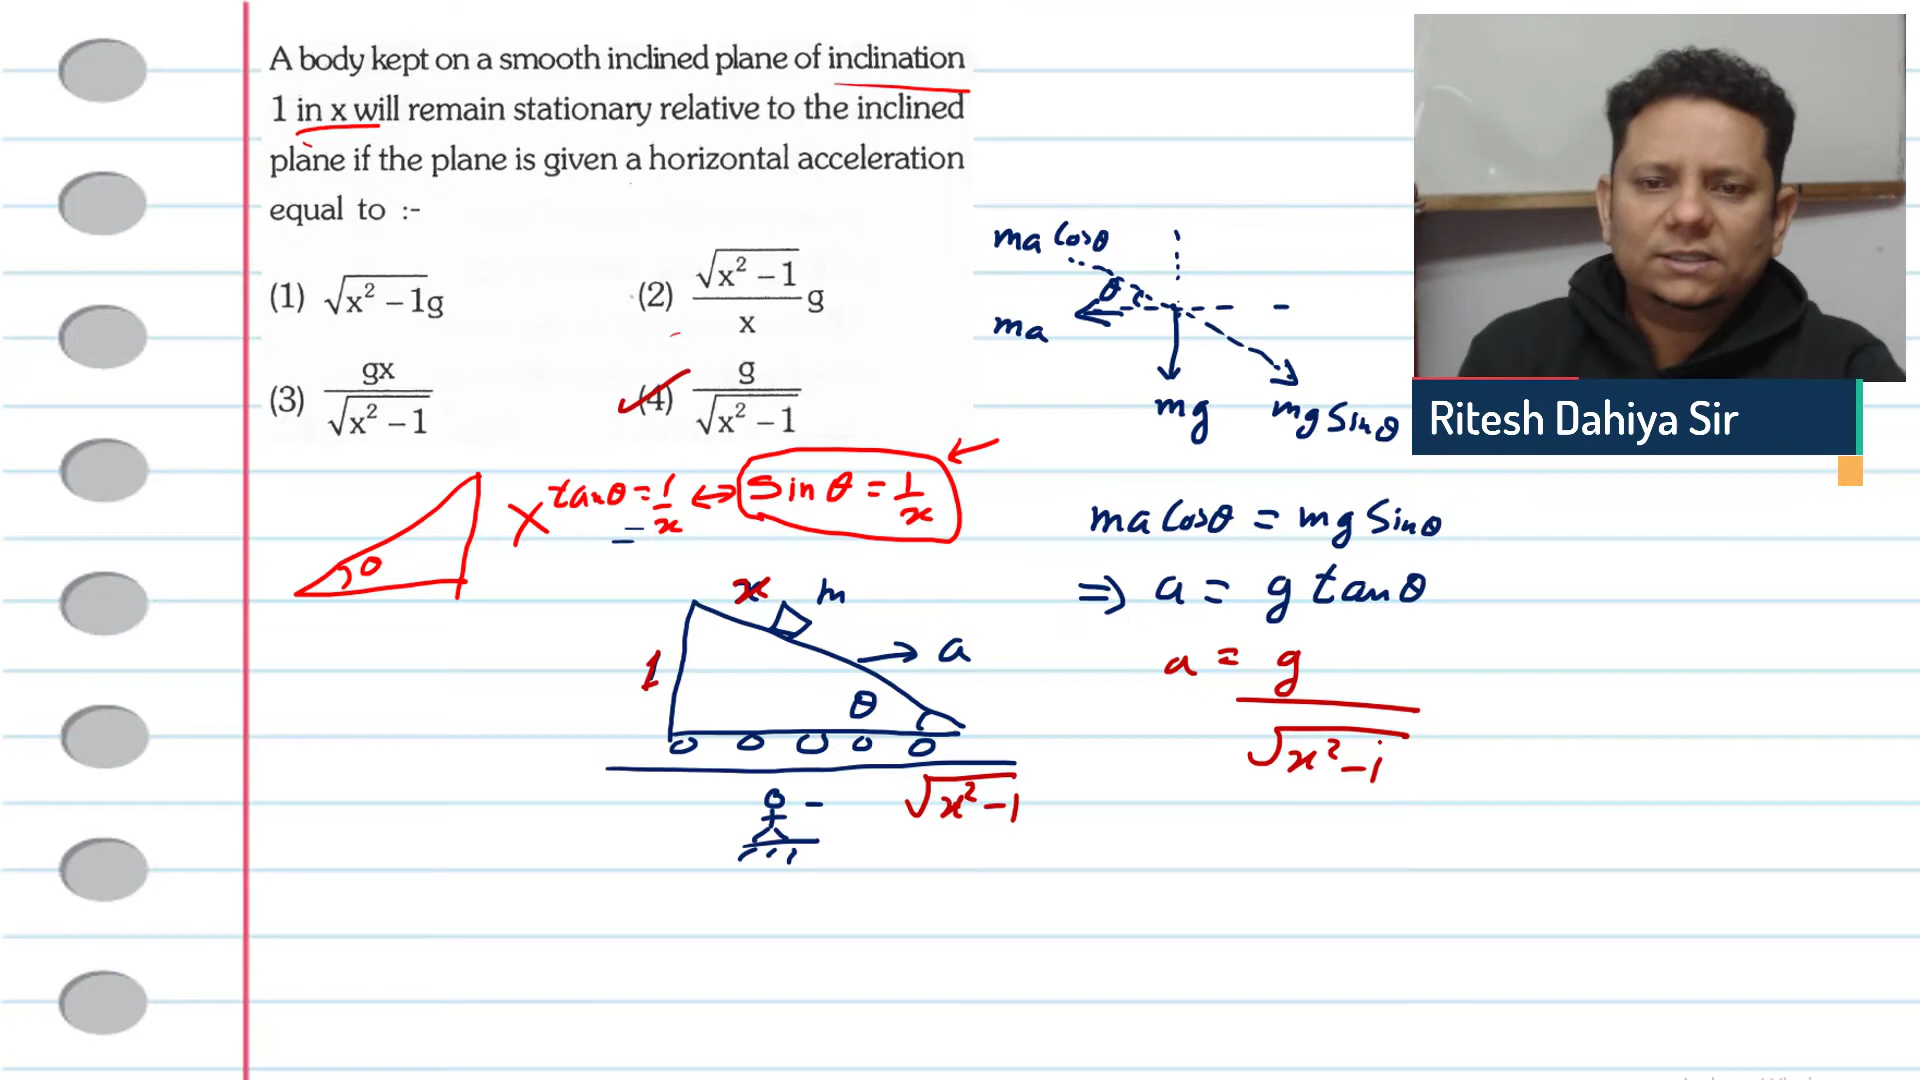 A body kept on a smooth inclined plane of inclination
1 in x will remain stationary relative to the inclined
plane if the plane is given a horizontal acceleration
equal to :-
(1) √(x² − 1)g
(2) √(x² − 1)/x g
(3) gx/√(x² − 1)
(4) g/√(x² − 1)
ma cosθ
θ
ma
mg
mg Sinθ
Ritesh Dahiya Sir
θ
tanθ = 1/x ↔ Sin θ = 1/x
ma cosθ = mg Sinθ
⇒ a = g tanθ
a = g/√(x²-1)
x
m
1
→ a
θ
√(x²-1)